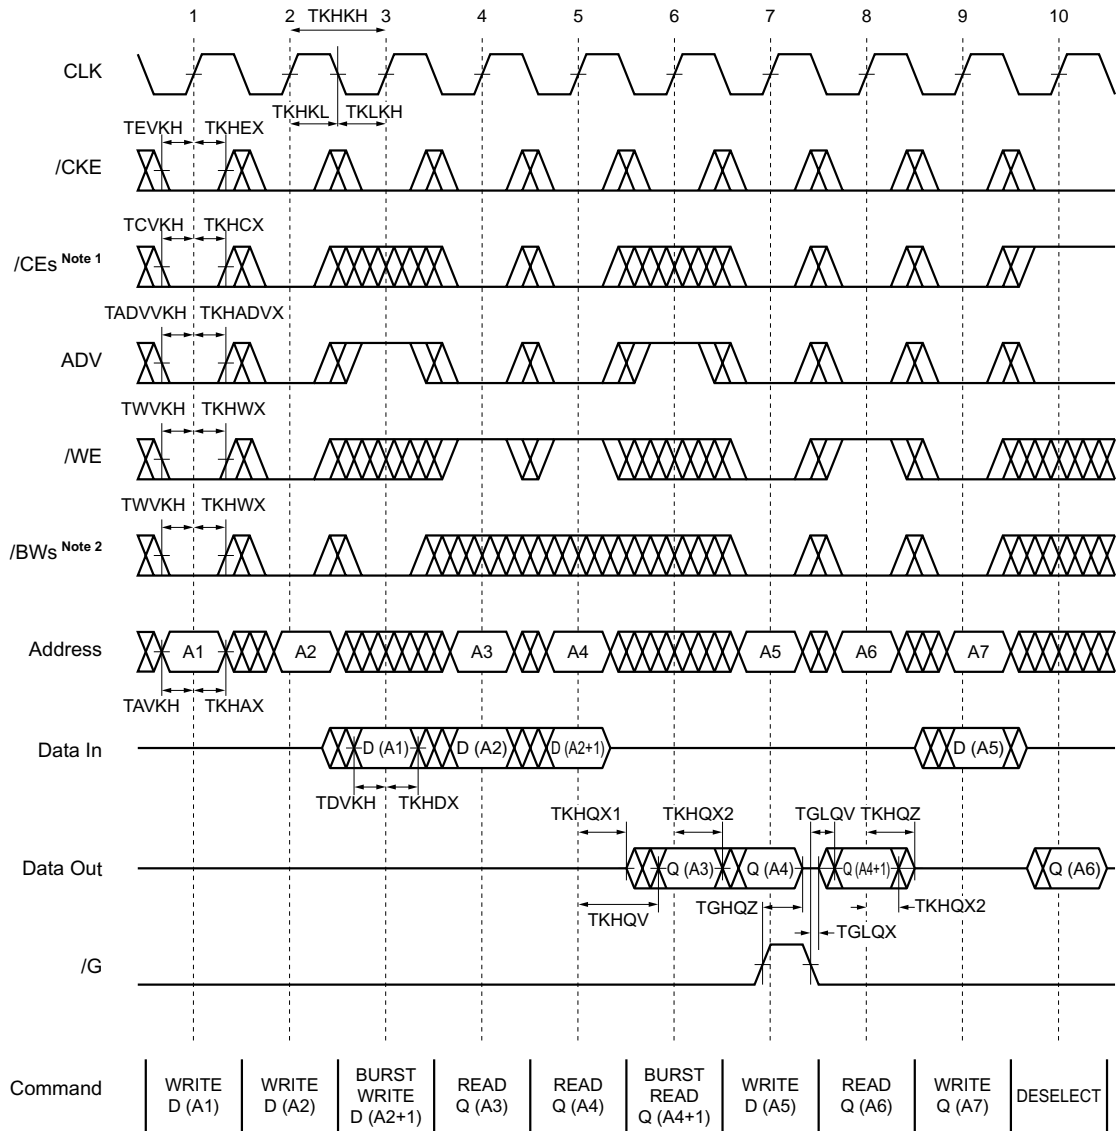 1 2 3 4 5 6 7 8 9 10
TKHKH
CLK
TKHKL TKLKH
TEVKH TKHEX
/CKE
TCVKH TKHCX
/CEs Note 1
TADVVKH TKHADVX
ADV
TWVKH TKHWX
/WE
TWVKH TKHWX
/BWs Note 2
Address A1 A2 A3 A4 A5 A6 A7
TAVKH TKHAX
Data In D (A1) D (A2) D (A2+1) D (A5)
TDVKH TKHDX
TKHQX1 TKHQX2 TGLQV TKHQZ
Data Out Q (A3) Q (A4) Q (A4+1) Q (A6)
TKHQV TGHQZ TKHQX2
TGLQX
/G
Command
WRITE
D (A1)
WRITE
D (A2)
BURST
WRITE
D (A2+1)
READ
Q (A3)
READ
Q (A4)
BURST
READ
Q (A4+1)
WRITE
D (A5)
READ
Q (A6)
WRITE
Q (A7)
DESELECT